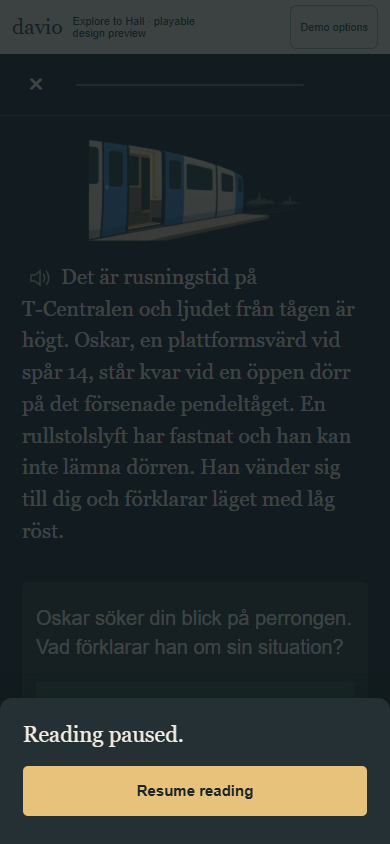 davio
Explore to Hall · playable
design preview
Demo options
×
Det är rusningstid på
T-Centralen och ljudet från tågen är
högt. Oskar, en plattformsvärd vid
spår 14, står kvar vid en öppen dörr
på det försenade pendeltåget. En
rullstolslyft har fastnat och han kan
inte lämna dörren. Han vänder sig
till dig och förklarar läget med låg
röst.
Oskar söker din blick på perrongen.
Vad förklarar han om sin situation?
Reading paused.
Resume reading